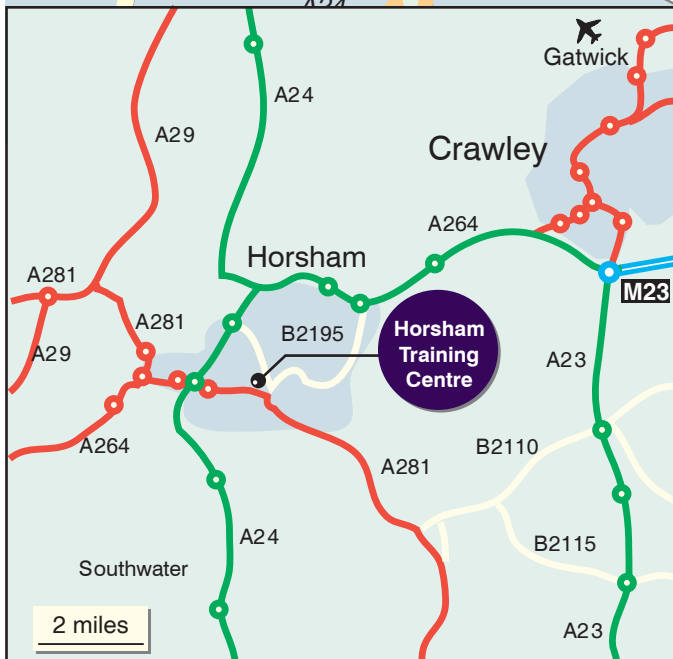 A24
Gatwick
A24
A29
Crawley
A264
Horsham
A281
M23
A281
B2195
Horsham
Training
Centre
A29
A23
A264
A281
B2110
A24
B2115
Southwater
2 miles
A23